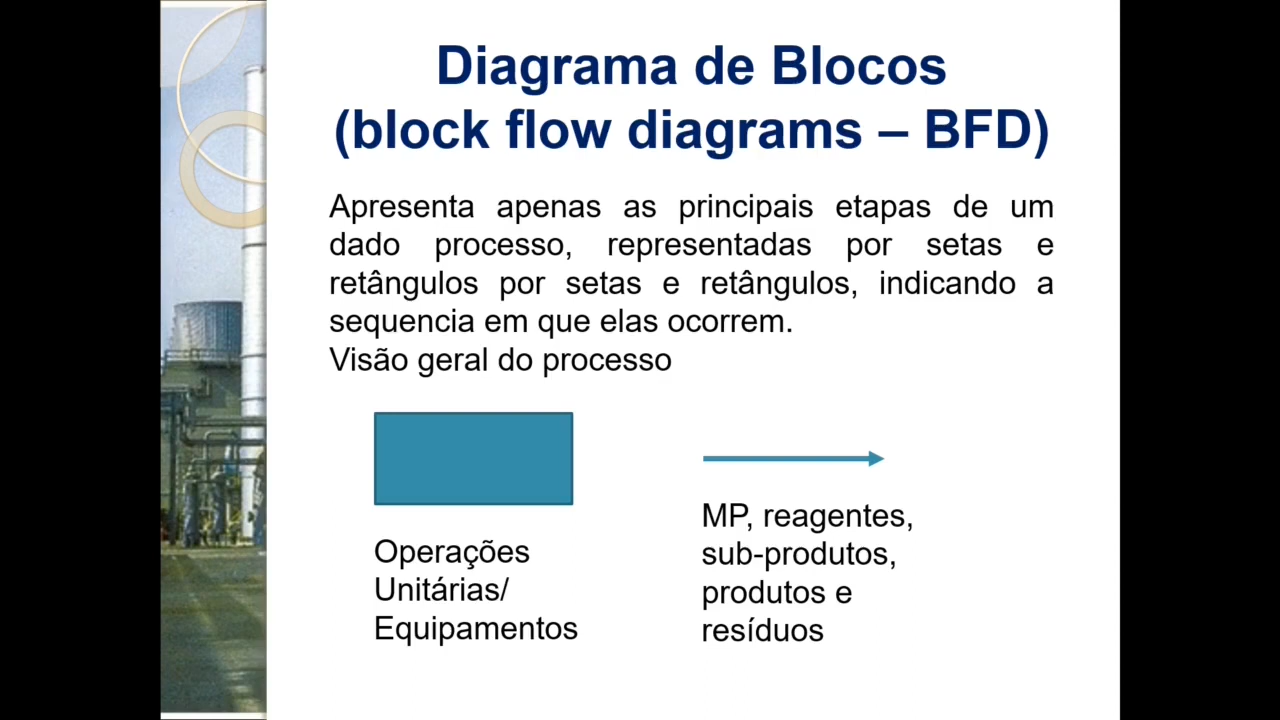 Diagrama de Blocos
(block flow diagrams – BFD)
Apresenta apenas as principais etapas de um
dado processo, representadas por setas e
retângulos por setas e retângulos, indicando a
sequencia em que elas ocorrem.
Visão geral do processo
Operações
Unitárias/
Equipamentos
MP, reagentes,
sub-produtos,
produtos e
resíduos